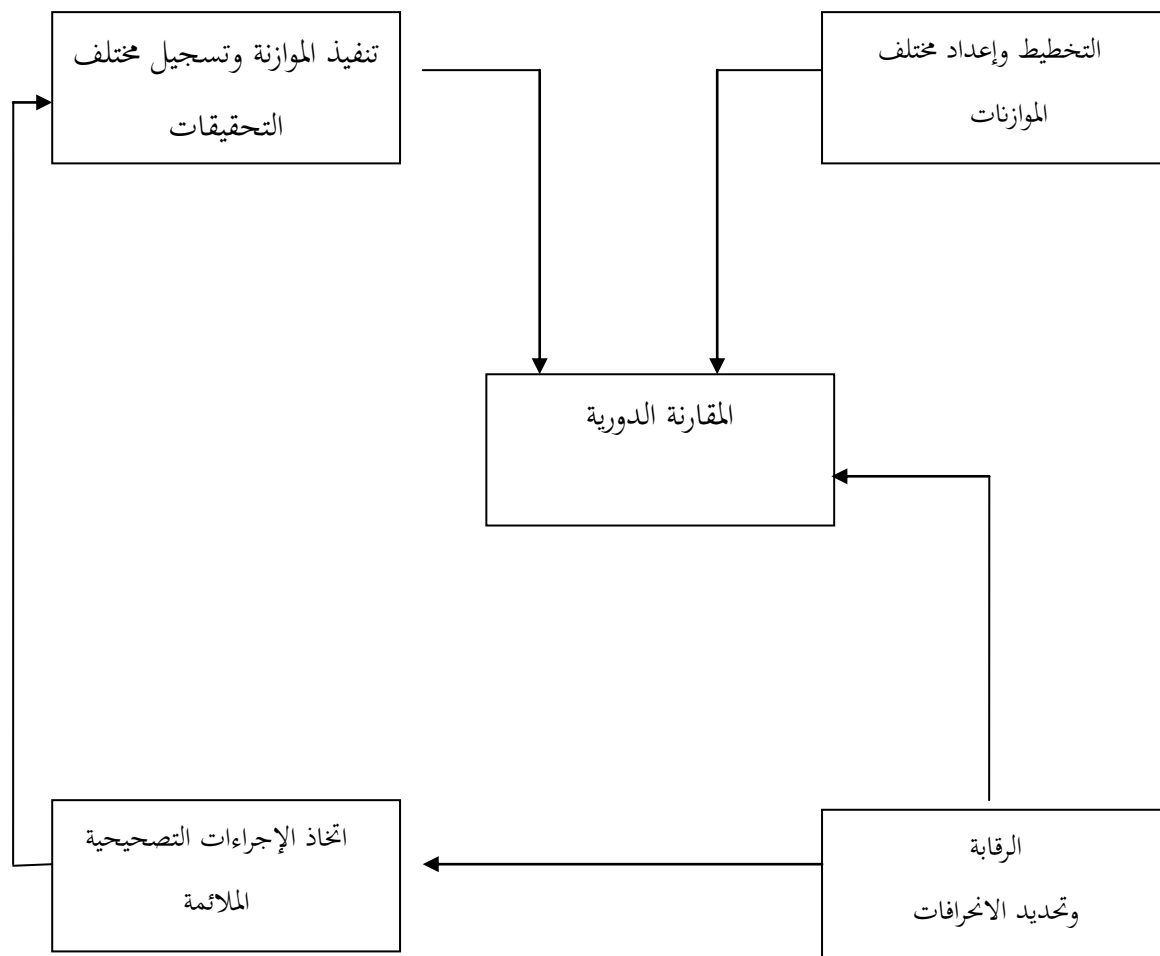 التخطيط وإعداد مختلف
الموازنات
تنفيذ الموازنة وتسجيل مختلف
التحقيقات
المقارنة الدورية
الرقابة
وتحديد الانحرافات
اتخاذ الإجراءات التصحيحية
الملائمة